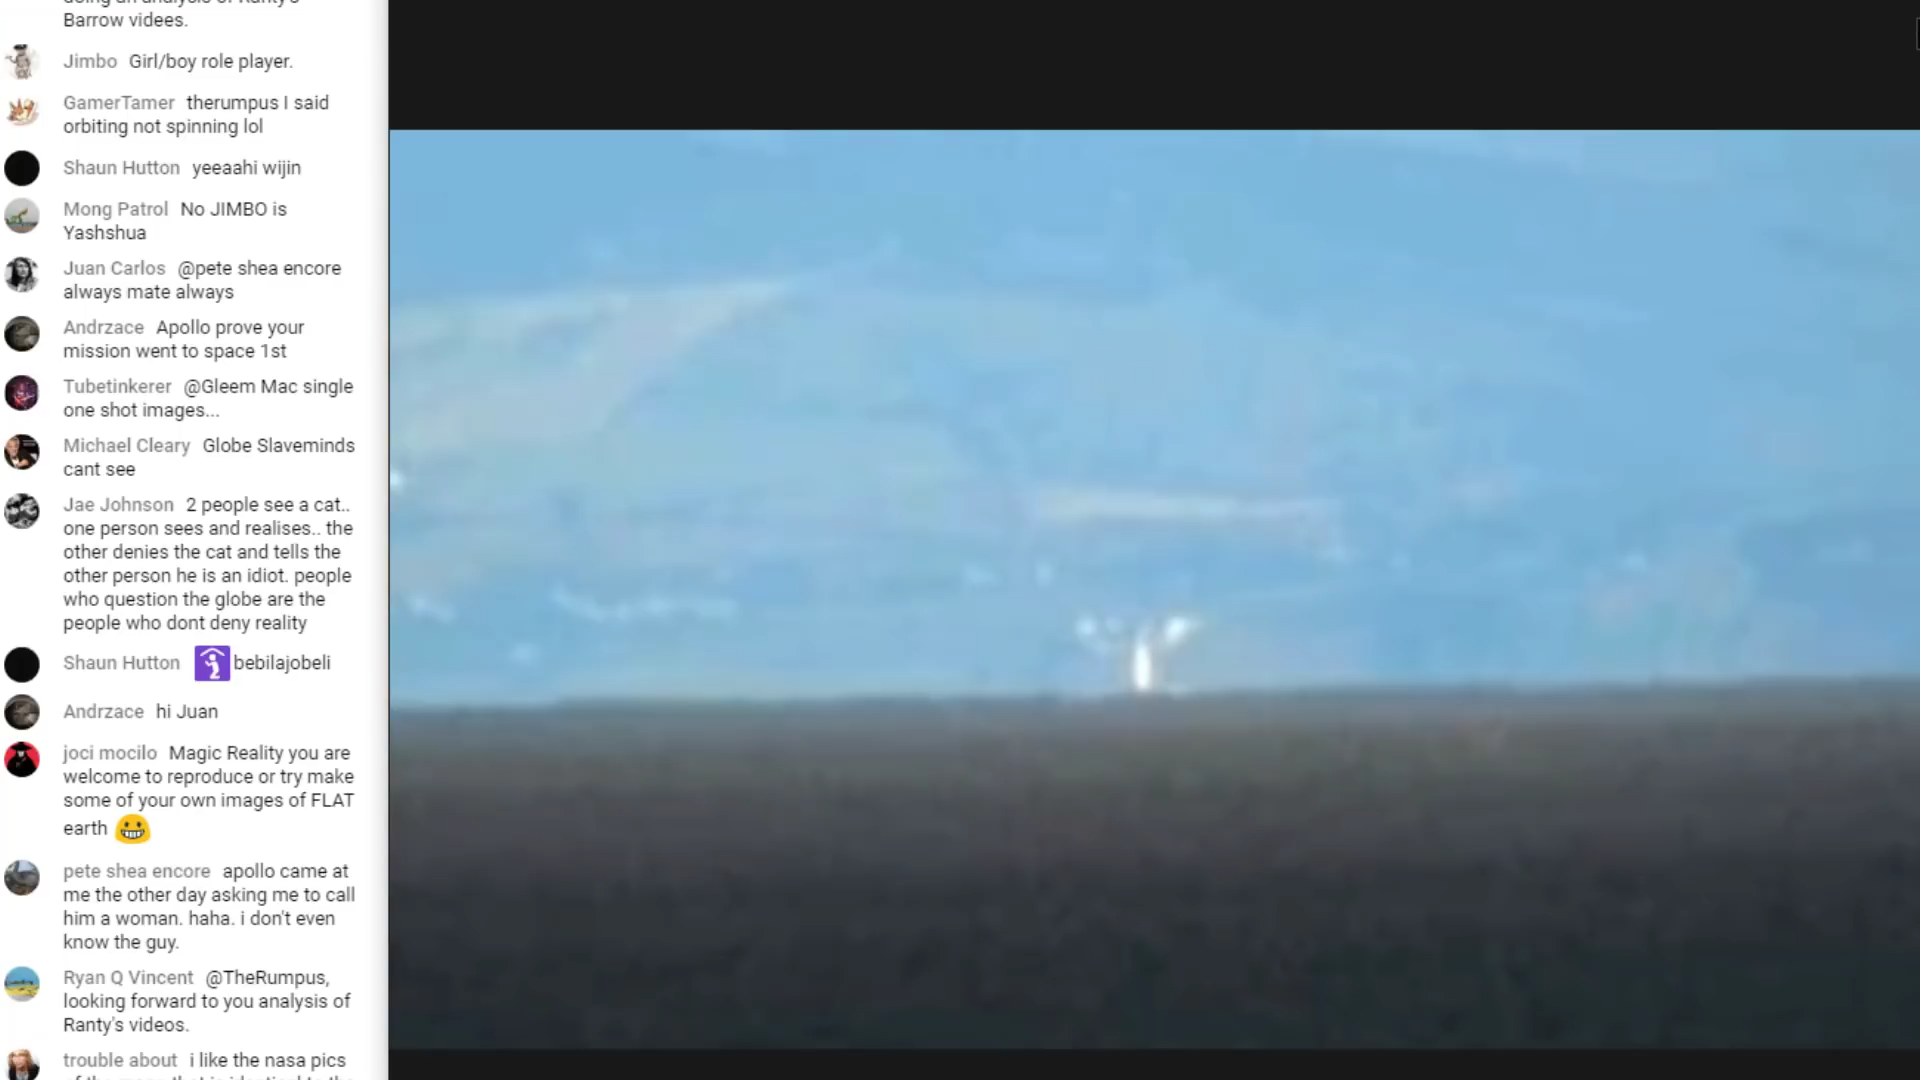 Barrow videes.
Jimbo Girl/boy role player.
GamerTamer therumpus I said
orbiting not spinning lol
Shaun Hutton yeeaahi wijin
Mong Patrol No JIMBO is
Yashshua
Juan Carlos @pete shea encore
always mate always
Andrzace Apollo prove your
mission went to space 1st
Tubetinkerer @Gleem Mac single
one shot images...
Michael Cleary Globe Slaveminds
cant see
Jae Johnson 2 people see a cat..
one person sees and realises.. the
other denies the cat and tells the
other person he is an idiot. people
who question the globe are the
people who dont deny reality
Shaun Hutton bebilajobeli
Andrzace hi Juan
joci mocilo Magic Reality you are
welcome to reproduce or try make
some of your own images of FLAT
earth
pete shea encore apollo came at
me the other day asking me to call
him a woman. haha. i don't even
know the guy.
Ryan Q Vincent @TheRumpus,
looking forward to you analysis of
Ranty's videos.
trouble about i like the nasa pics